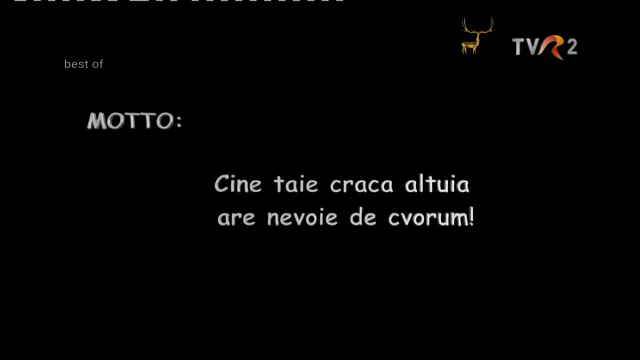 TVR2
best of
MOTTO:
Cine taie craca altuia
are nevoie de cvorum!